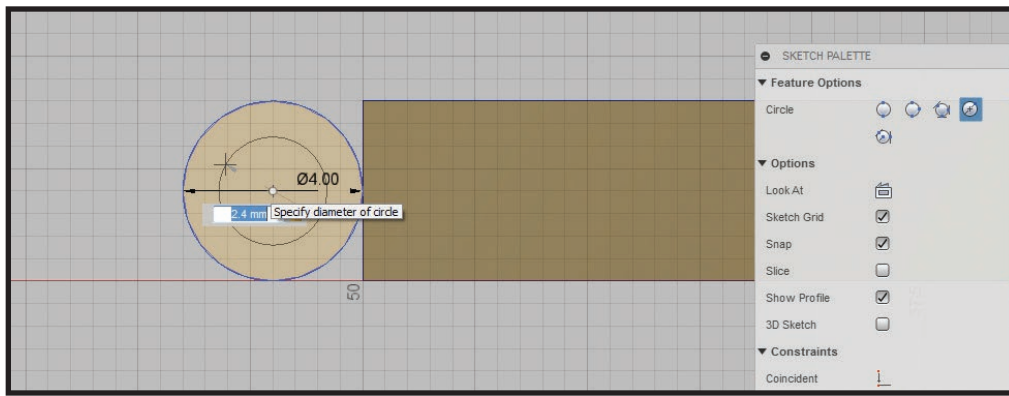 SKETCH PALETTE
Feature Options
Circle
Options
Look At
Sketch Grid
Snap
Slice
Show Profile
3D Sketch
Constraints
Coincident
Ø4.00
2.4 mm
Specify diameter of circle
50